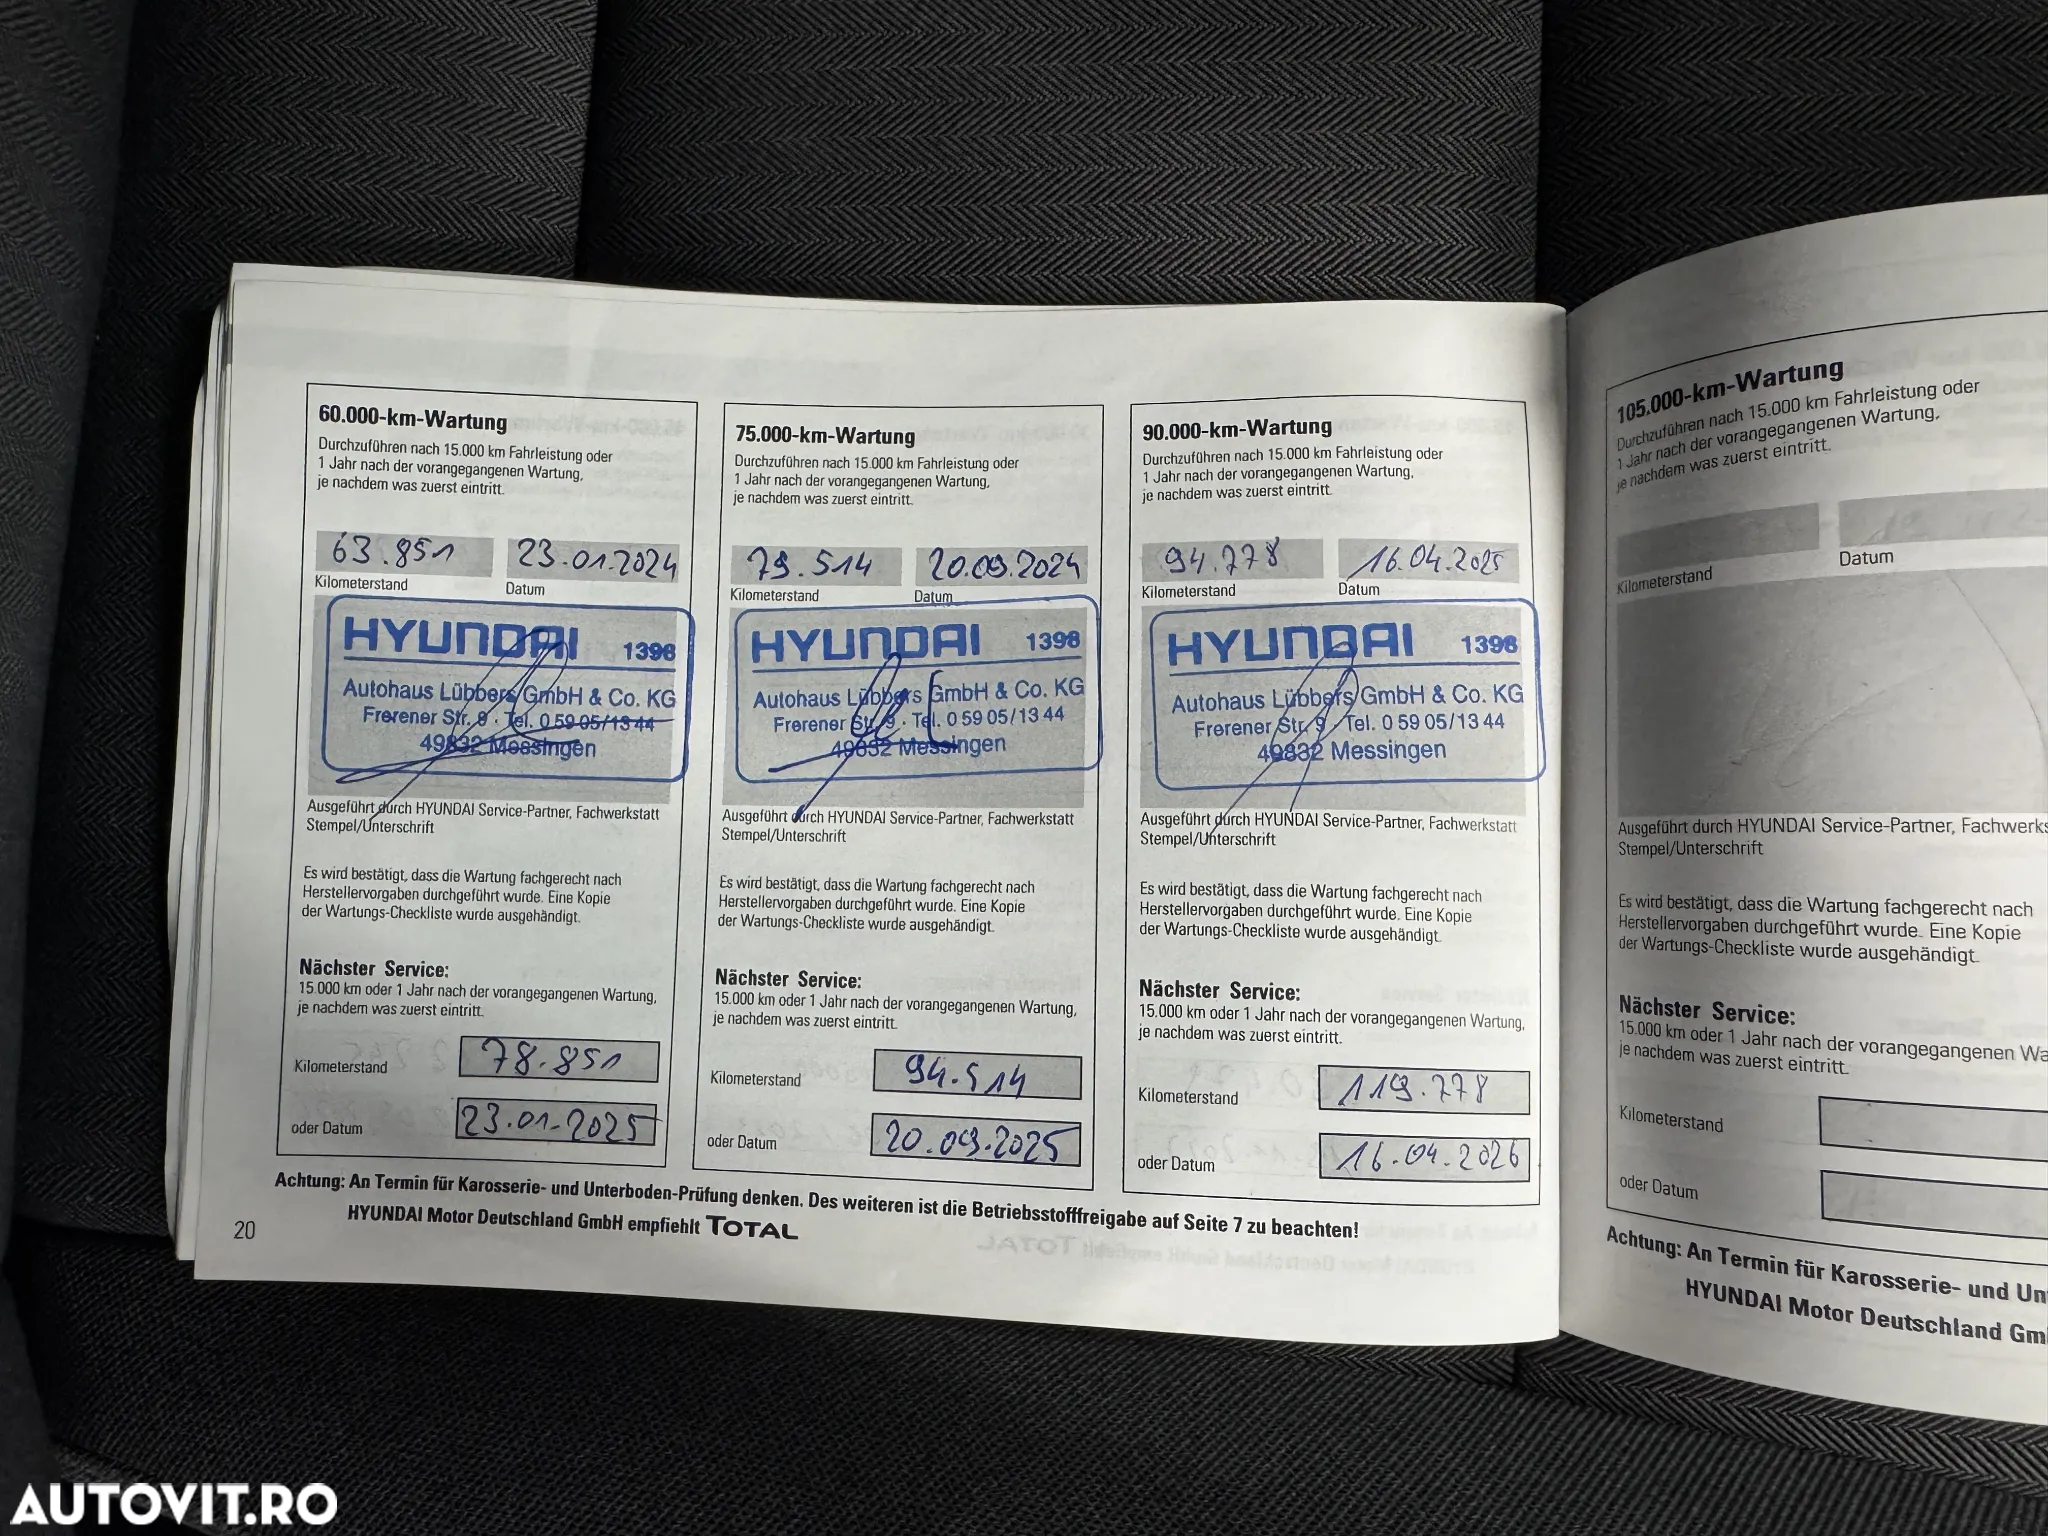 60.000-km-Wartung
Durchzuführen nach 15.000 km Fahrleistung oder
1 Jahr nach der vorangegangenen Wartung,
je nachdem was zuerst eintritt.
63.851 23.01.2024
Kilometerstand Datum
HYUNDAI 1398
Autohaus Lübbers GmbH & Co. KG
Frerener Str. 9 · Tel. 0 59 05/13 44
49832 Messingen
Ausgeführt durch HYUNDAI Service-Partner, Fachwerkstatt
Stempel/Unterschrift
Es wird bestätigt, dass die Wartung fachgerecht nach
Herstellervorgaben durchgeführt wurde. Eine Kopie
der Wartungs-Checkliste wurde ausgehändigt.
Nächster Service:
15.000 km oder 1 Jahr nach der vorangegangenen Wartung,
je nachdem was zuerst eintritt.
Kilometerstand 78.851
oder Datum 23.01.2025
75.000-km-Wartung
Durchzuführen nach 15.000 km Fahrleistung oder
1 Jahr nach der vorangegangenen Wartung,
je nachdem was zuerst eintritt.
79.514 20.09.2024
Kilometerstand Datum
HYUNDAI 1398
Autohaus Lübbers GmbH & Co. KG
Frerener Str. 9 · Tel. 0 59 05/13 44
49832 Messingen
Ausgeführt durch HYUNDAI Service-Partner, Fachwerkstatt
Stempel/Unterschrift
Es wird bestätigt, dass die Wartung fachgerecht nach
Herstellervorgaben durchgeführt wurde. Eine Kopie
der Wartungs-Checkliste wurde ausgehändigt.
Nächster Service:
15.000 km oder 1 Jahr nach der vorangegangenen Wartung,
je nachdem was zuerst eintritt.
Kilometerstand 94.514
oder Datum 20.09.2025
90.000-km-Wartung
Durchzuführen nach 15.000 km Fahrleistung oder
1 Jahr nach der vorangegangenen Wartung,
je nachdem was zuerst eintritt.
94.778 16.04.2025
Kilometerstand Datum
HYUNDAI 1398
Autohaus Lübbers GmbH & Co. KG
Frerener Str. 9 · Tel. 0 59 05/13 44
49832 Messingen
Ausgeführt durch HYUNDAI Service-Partner, Fachwerkstatt
Stempel/Unterschrift
Es wird bestätigt, dass die Wartung fachgerecht nach
Herstellervorgaben durchgeführt wurde. Eine Kopie
der Wartungs-Checkliste wurde ausgehändigt.
Nächster Service:
15.000 km oder 1 Jahr nach der vorangegangenen Wartung,
je nachdem was zuerst eintritt.
Kilometerstand 119.778
oder Datum 16.04.2026
Achtung: An Termin für Karosserie- und Unterboden-Prüfung denken. Des weiteren ist die Betriebsstofffreigabe auf Seite 7 zu beachten!
HYUNDAI Motor Deutschland GmbH empfiehlt TOTAL
20
105.000-km-Wartung
Durchzuführen nach 15.000 km Fahrleistung oder
1 Jahr nach der vorangegangenen Wartung,
je nachdem was zuerst eintritt.
Kilometerstand Datum
Ausgeführt durch HYUNDAI Service-Partner, Fachwerks
Stempel/Unterschrift
Es wird bestätigt, dass die Wartung fachgerecht nach
Herstellervorgaben durchgeführt wurde. Eine Kopie
der Wartungs-Checkliste wurde ausgehändigt.
Nächster Service:
15.000 km oder 1 Jahr nach der vorangegangenen Wa
je nachdem was zuerst eintritt.
Kilometerstand
oder Datum
Achtung: An Termin für Karosserie- und Un
HYUNDAI Motor Deutschland Gm
AUTOVIT.RO